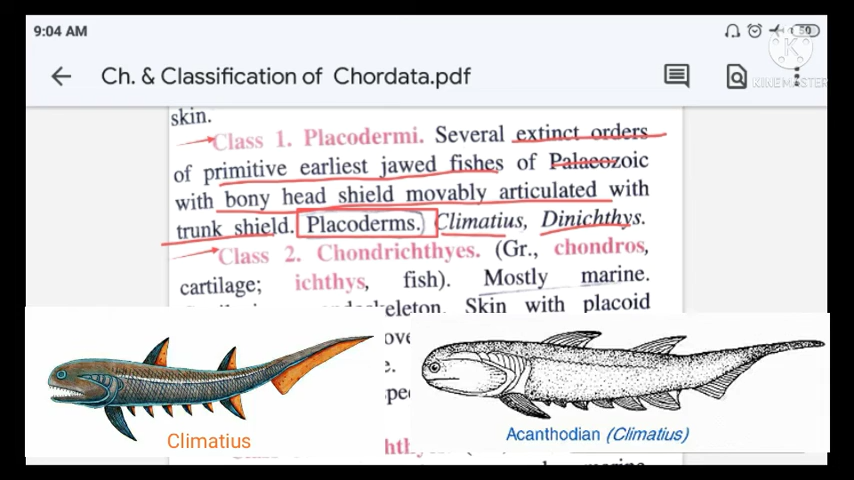 9:04 AM
50
Ch. & Classification of Chordata.pdf
K
KINEMASTER
skin.
Class 1. Placodermi. Several extinct orders
of primitive earliest jawed fishes of Palaeozoic
with bony head shield movably articulated with
trunk shield. Placoderms. Climatius, Dinichthys.
Class 2. Chondrichthyes. (Gr., chondros,
cartilage; ichthys, fish). Mostly marine.
Skin with placoid
Climatius
Acanthodian (Climatius)